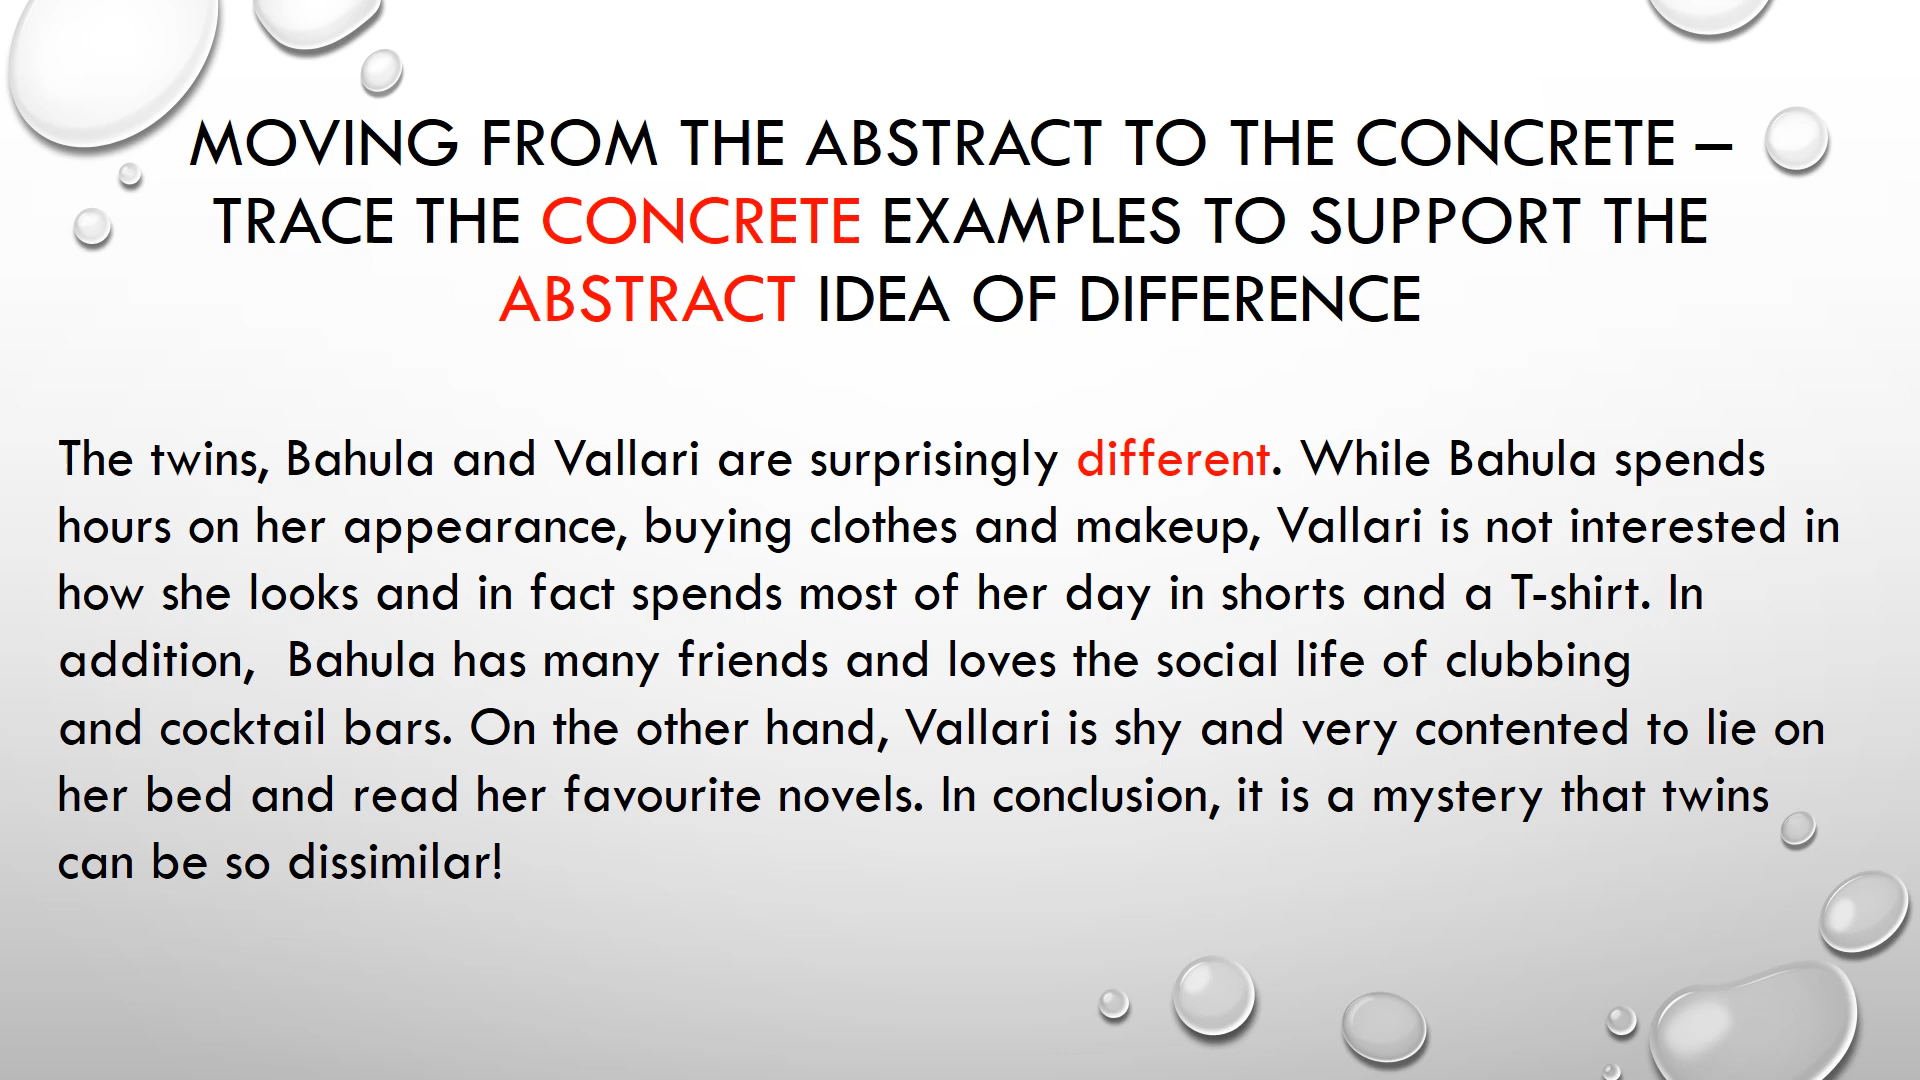 MOVING FROM THE ABSTRACT TO THE CONCRETE –
TRACE THE CONCRETE EXAMPLES TO SUPPORT THE
ABSTRACT IDEA OF DIFFERENCE
The twins, Bahula and Vallari are surprisingly different. While Bahula spends
hours on her appearance, buying clothes and makeup, Vallari is not interested in
how she looks and in fact spends most of her day in shorts and a T-shirt. In
addition,  Bahula has many friends and loves the social life of clubbing
and cocktail bars. On the other hand, Vallari is shy and very contented to lie on
her bed and read her favourite novels. In conclusion, it is a mystery that twins
can be so dissimilar!